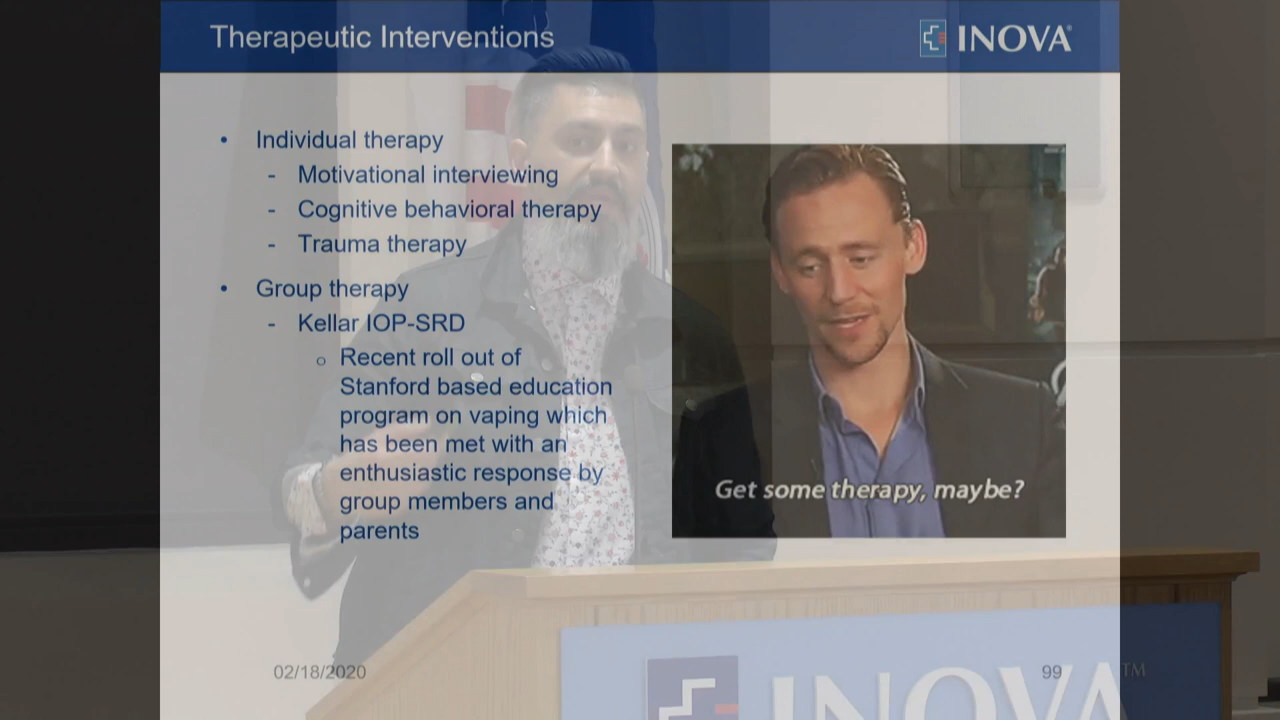 Therapeutic Interventions
INOVA®
• Individual therapy
- Motivational interviewing
- Cognitive behavioral therapy
- Trauma therapy
• Group therapy
- Kellar IOP-SRD
o Recent roll out of
Stanford based education
program on vaping which
has been met with an
enthusiastic response by
group members and
parents
Get some therapy, maybe?
02/18/2020
99
INOVA™